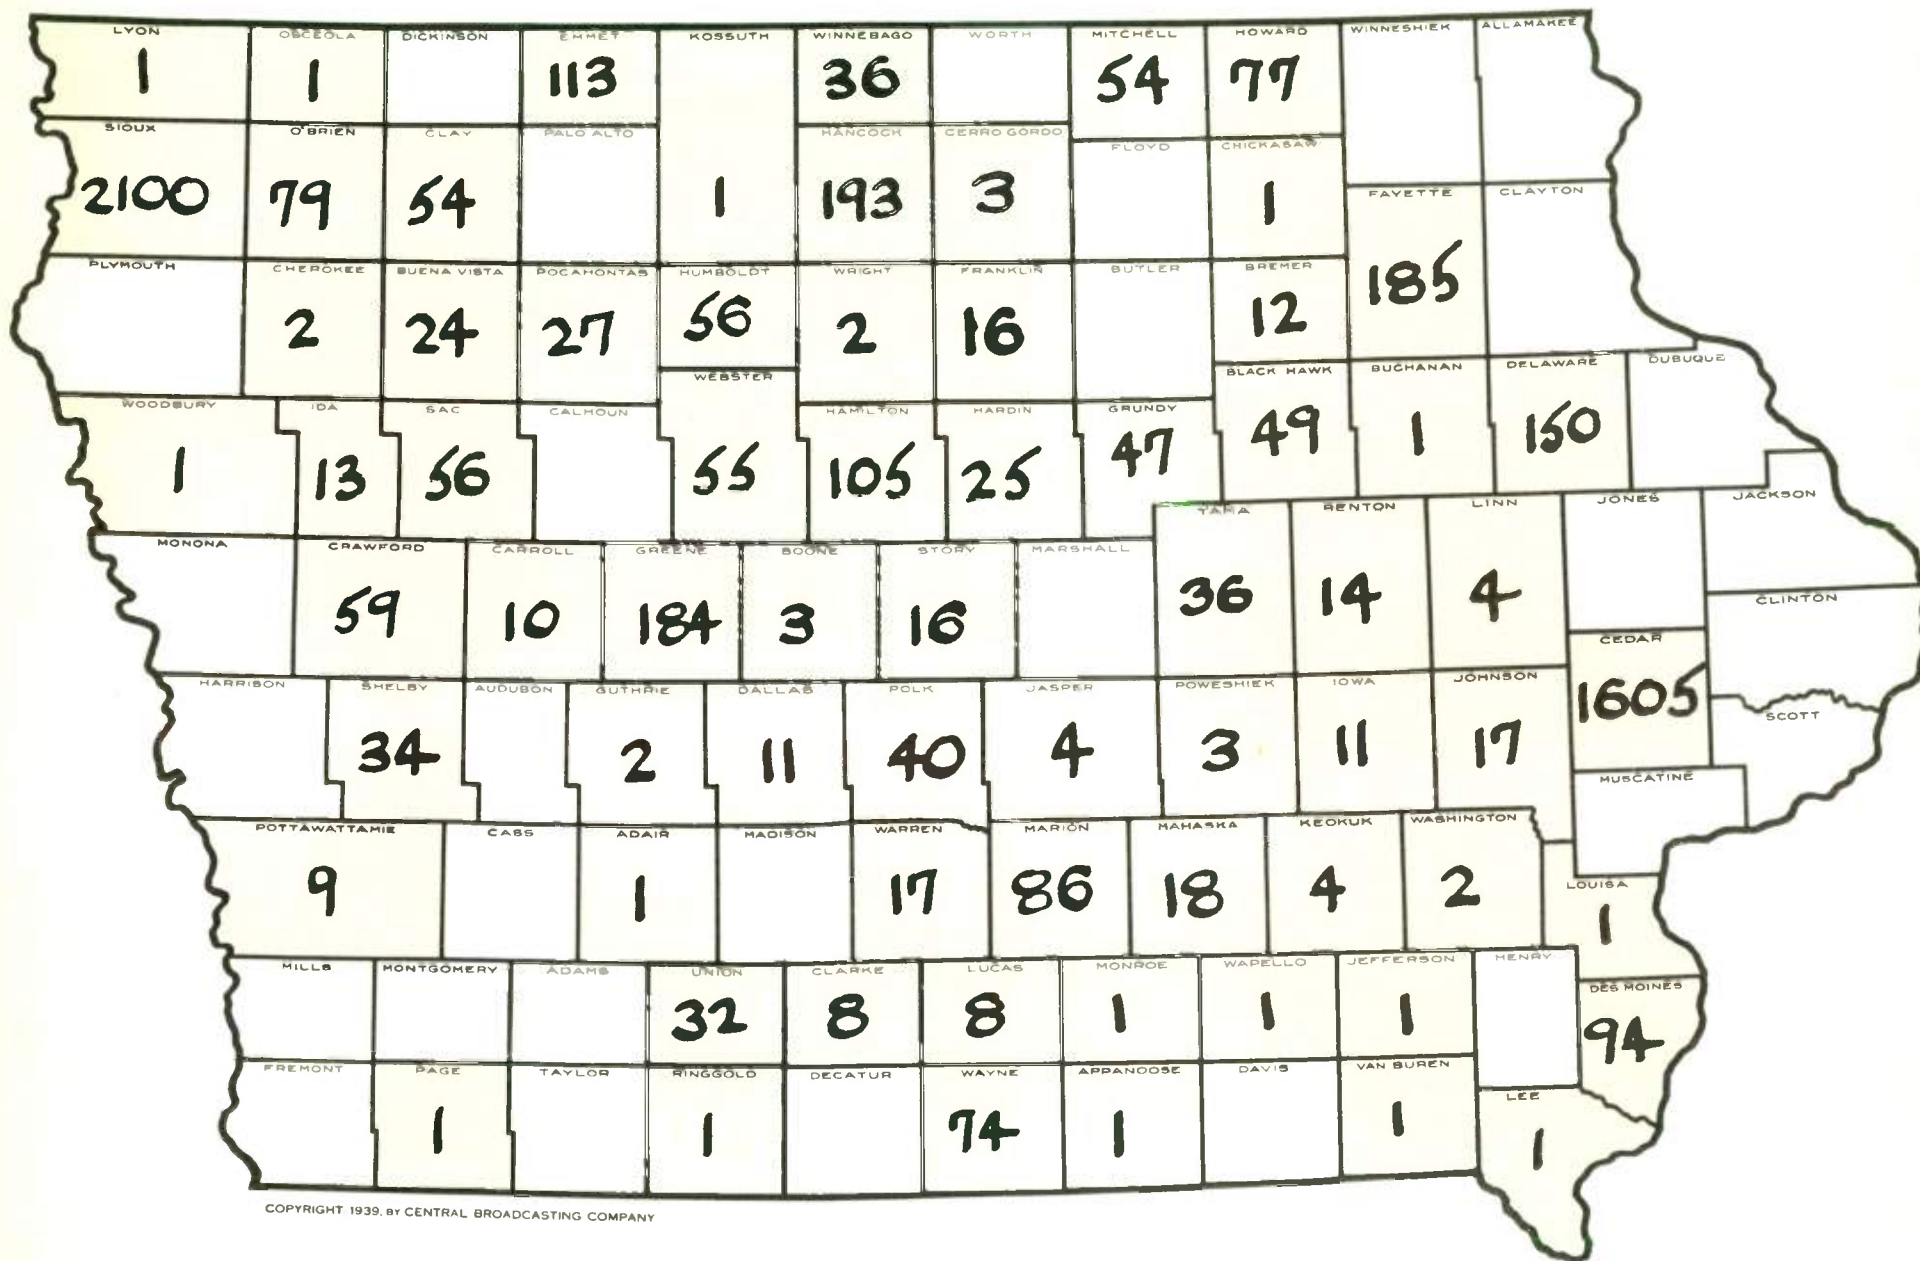 LYON OSCEOLA DICKINSON EMMET KOSSUTH WINNEBAGO WORTH MITCHELL HOWARD WINNESHIEK ALLAMAKEE
1 1 113 36 54 77
SIOUX O'BRIEN CLAY PALO ALTO HANCOCK CERRO GORDO FLOYD CHICKASAW
2100 79 54 1 193 3 1
FAYETTE CLAYTON
185
PLYMOUTH CHEROKEE BUENA VISTA POCAHONTAS HUMBOLDT WRIGHT FRANKLIN BUTLER BREMER
2 24 27 56 2 16 12
WEBSTER BLACK HAWK BUCHANAN DELAWARE DUBUQUE
55 49 1 150
WOODBURY IDA SAC CALHOUN HAMILTON HARDIN GRUNDY
1 13 56 105 25 47
TAMA BENTON LINN JONES JACKSON
36 14 4
MONONA CRAWFORD CARROLL GREENE BOONE STORY MARSHALL
59 10 184 3 16
CLINTON
CEDAR
1605
HARRISON SHELBY AUDUBON GUTHRIE DALLAS POLK JASPER POWESHIEK IOWA JOHNSON
34 2 11 40 4 3 11 17
SCOTT
MUSCATINE
POTTAWATTAMIE CASS ADAIR MADISON WARREN MARION MAHASKA KEOKUK WASHINGTON
9 1 17 86 18 4 2
LOUISA
1
MILLS MONTGOMERY ADAMS UNION CLARKE LUCAS MONROE WAPELLO JEFFERSON HENRY
32 8 8 1 1 1
DES MOINES
94
FREMONT PAGE TAYLOR RINGGOLD DECATUR WAYNE APPANOOSE DAVIS VAN BUREN
1 1 74 1 1
LEE
1
COPYRIGHT 1939, BY CENTRAL BROADCASTING COMPANY